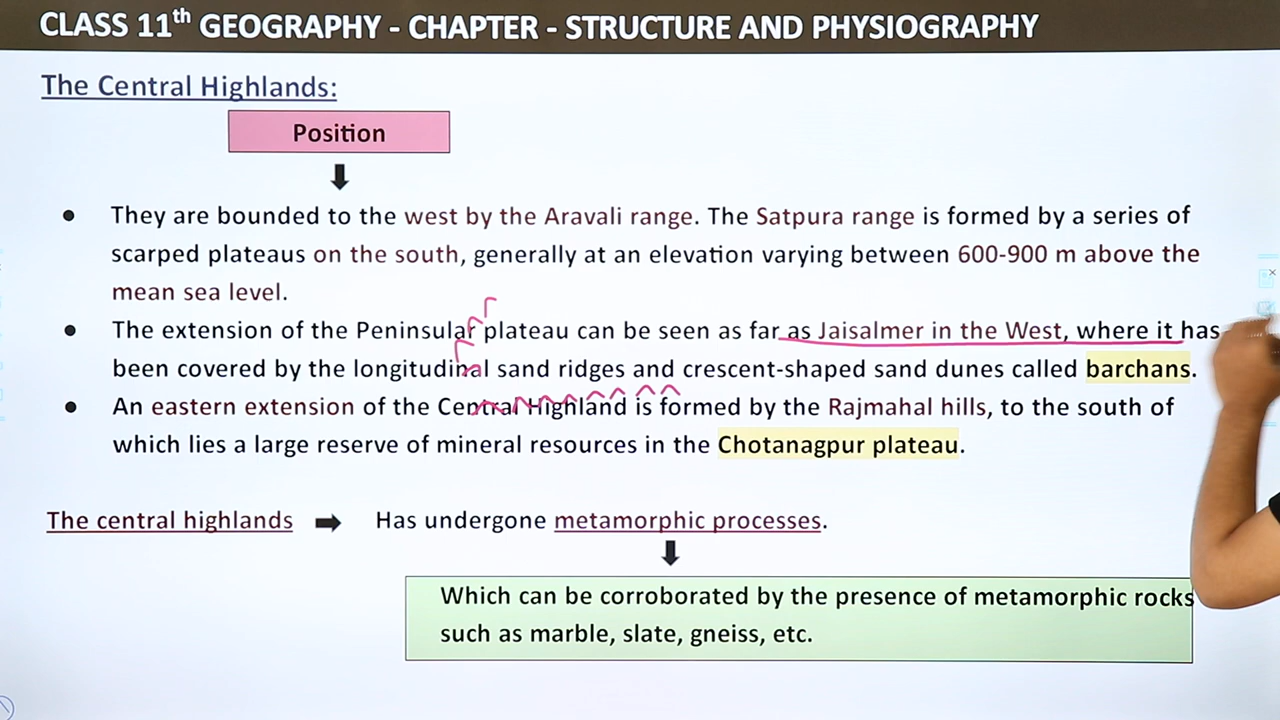 CLASS 11th GEOGRAPHY - CHAPTER - STRUCTURE AND PHYSIOGRAPHY
The Central Highlands:
Position
They are bounded to the west by the Aravali range. The Satpura range is formed by a series of
scarped plateaus on the south, generally at an elevation varying between 600-900 m above the
mean sea level.
The extension of the Peninsular plateau can be seen as far as Jaisalmer in the West, where it has
been covered by the longitudinal sand ridges and crescent-shaped sand dunes called barchans.
An eastern extension of the Central Highland is formed by the Rajmahal hills, to the south of
which lies a large reserve of mineral resources in the Chotanagpur plateau.
The central highlands Has undergone metamorphic processes.
Which can be corroborated by the presence of metamorphic rocks
such as marble, slate, gneiss, etc.